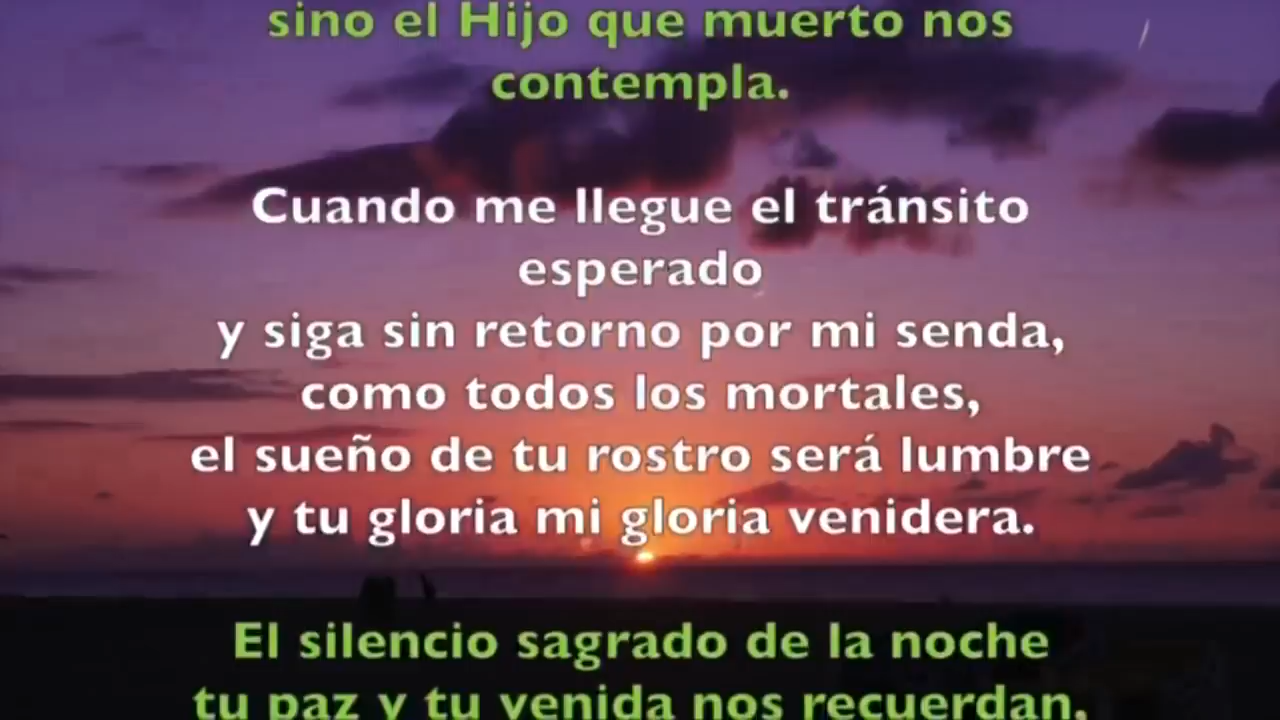 sino el Hijo que muerto nos
contempla.
Cuando me llegue el tránsito
esperado
y siga sin retorno por mi senda,
como todos los mortales,
el sueño de tu rostro será lumbre
y tu gloria mi gloria venidera.
El silencio sagrado de la noche
tu paz y tu venida nos recuerdan,